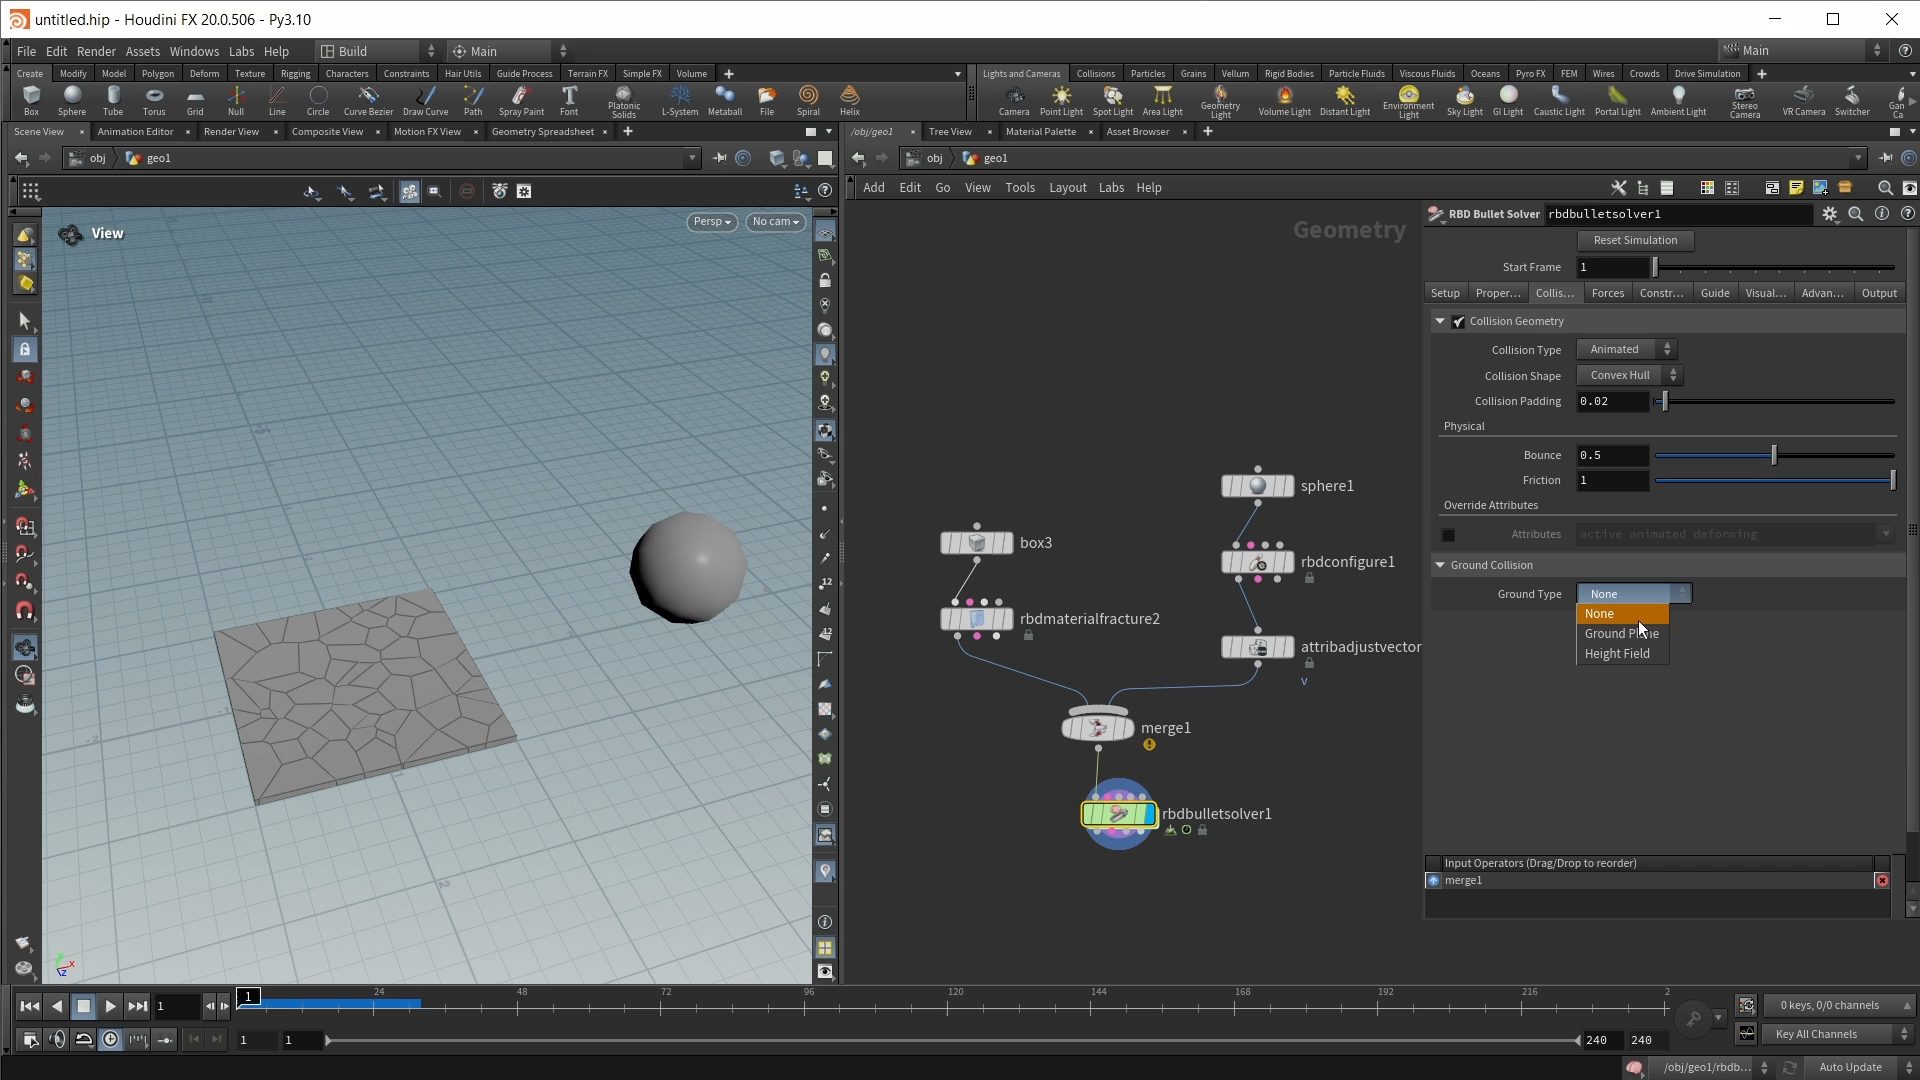 untitled.hip - Houdini FX 20.0.506 - Py3.10
File Edit Render Assets Windows Labs Help Build Main Main
Create Modify Model Polygon Deform Texture Rigging Characters Constraints Hair Utils Guide Process Terrain FX Simple FX Volume
Lights and Cameras Collisions Particles Grains Vellum Rigid Bodies Particle Fluids Viscous Fluids Oceans Pyro FX FEM Wires Crowds Drive Simulation
Box Sphere Tube Torus Grid Null Line Circle Curve Bezier Draw Curve Path Spray Paint Font Platonic Solids L-System Metaball File Spiral Helix
Camera Point Light Spot Light Area Light Geometry Light Volume Light Distant Light Environment Light Sky Light GI Light Caustic Light Portal Light Ambient Light Stereo Camera VR Camera Switcher Gan Ca
Scene View Animation Editor Render View Composite View Motion FX View Geometry Spreadsheet
/obj/geo1 Tree View Material Palette Asset Browser
obj geo1
obj geo1
Add Edit Go View Tools Layout Labs Help
View Persp No cam
Geometry
RBD Bullet Solver rbdbulletsolver1
Reset Simulation
Start Frame 1
Setup Proper... Collis... Forces Constr... Guide Visual... Advan... Output
Collision Geometry
Collision Type Animated
Collision Shape Convex Hull
Collision Padding 0.02
Physical
Bounce 0.5
Friction 1
Override Attributes
Attributes active animated deforming
Ground Collision
Ground Type None
None
Ground Plane
Height Field
sphere1
box3
rbdconfigure1
rbdmaterialfracture2
attribadjustvector
v
merge1
rbdbulletsolver1
Input Operators (Drag/Drop to reorder)
merge1
1 1 24 48 72 96 120 144 168 192 216 2
0 keys, 0/0 channels
1 1 240 240
Key All Channels
/obj/geo1/rbdb... Auto Update